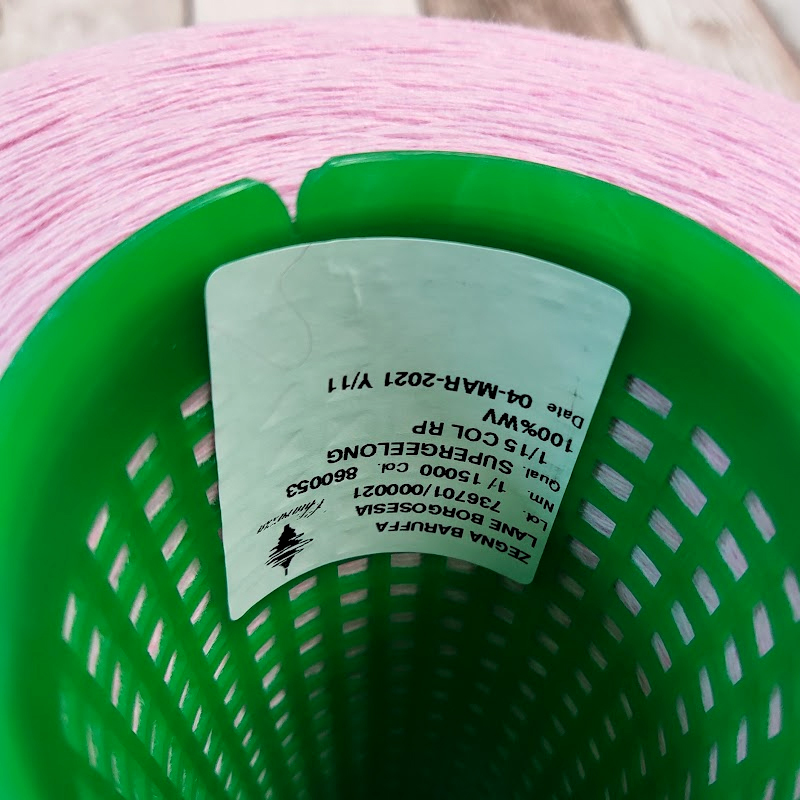 ZEGNA BARUFFA
LANE BORGOSESIA
Lot. 736701/000021
Nm. 1/15000 Col. 860053
Qual. SUPERGEELONG
1/15 COL RP
100%WV
Date 04-MAR-2021 Y/11